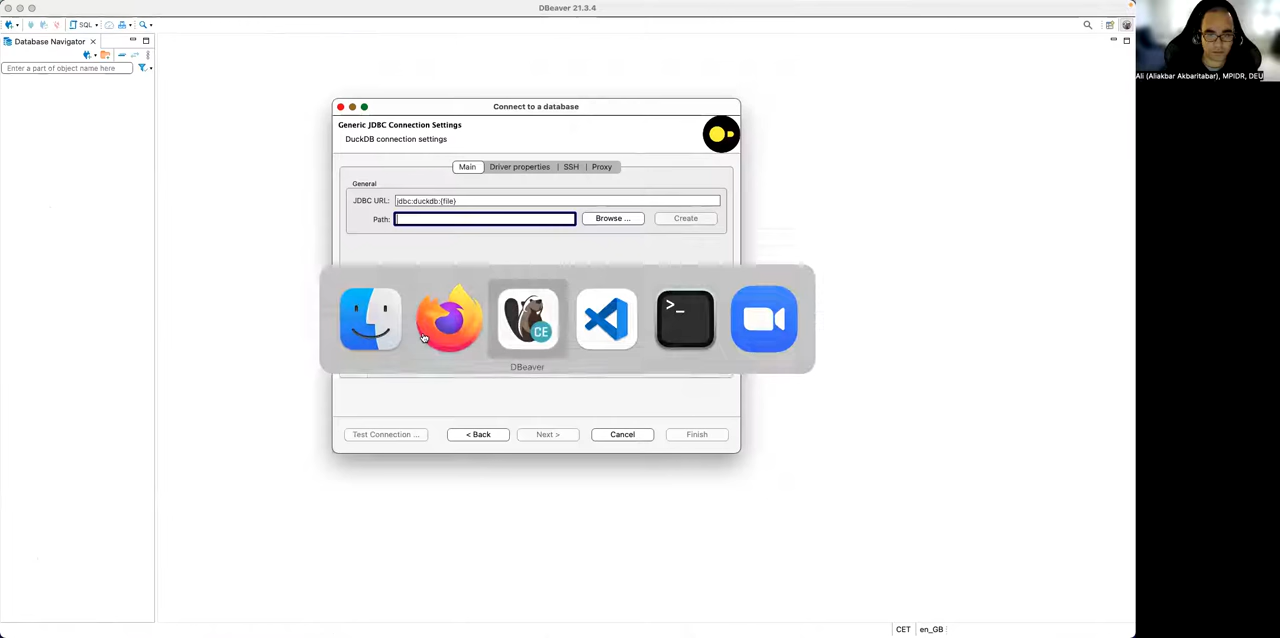 DBeaver 21.3.4
SQL
Database Navigator
Enter a part of object name here
Connect to a database
Generic JDBC Connection Settings
DuckDB connection settings
Main
Driver properties
SSH
Proxy
General
JDBC URL:
jdbc:duckdb:{file}
Path:
Browse ...
Create
>_
CE
DBeaver
Test Connection ...
< Back
Next >
Cancel
Finish
CET
en_GB
Ali (Aliakbar Akbaritabar), MPIDR, DEU